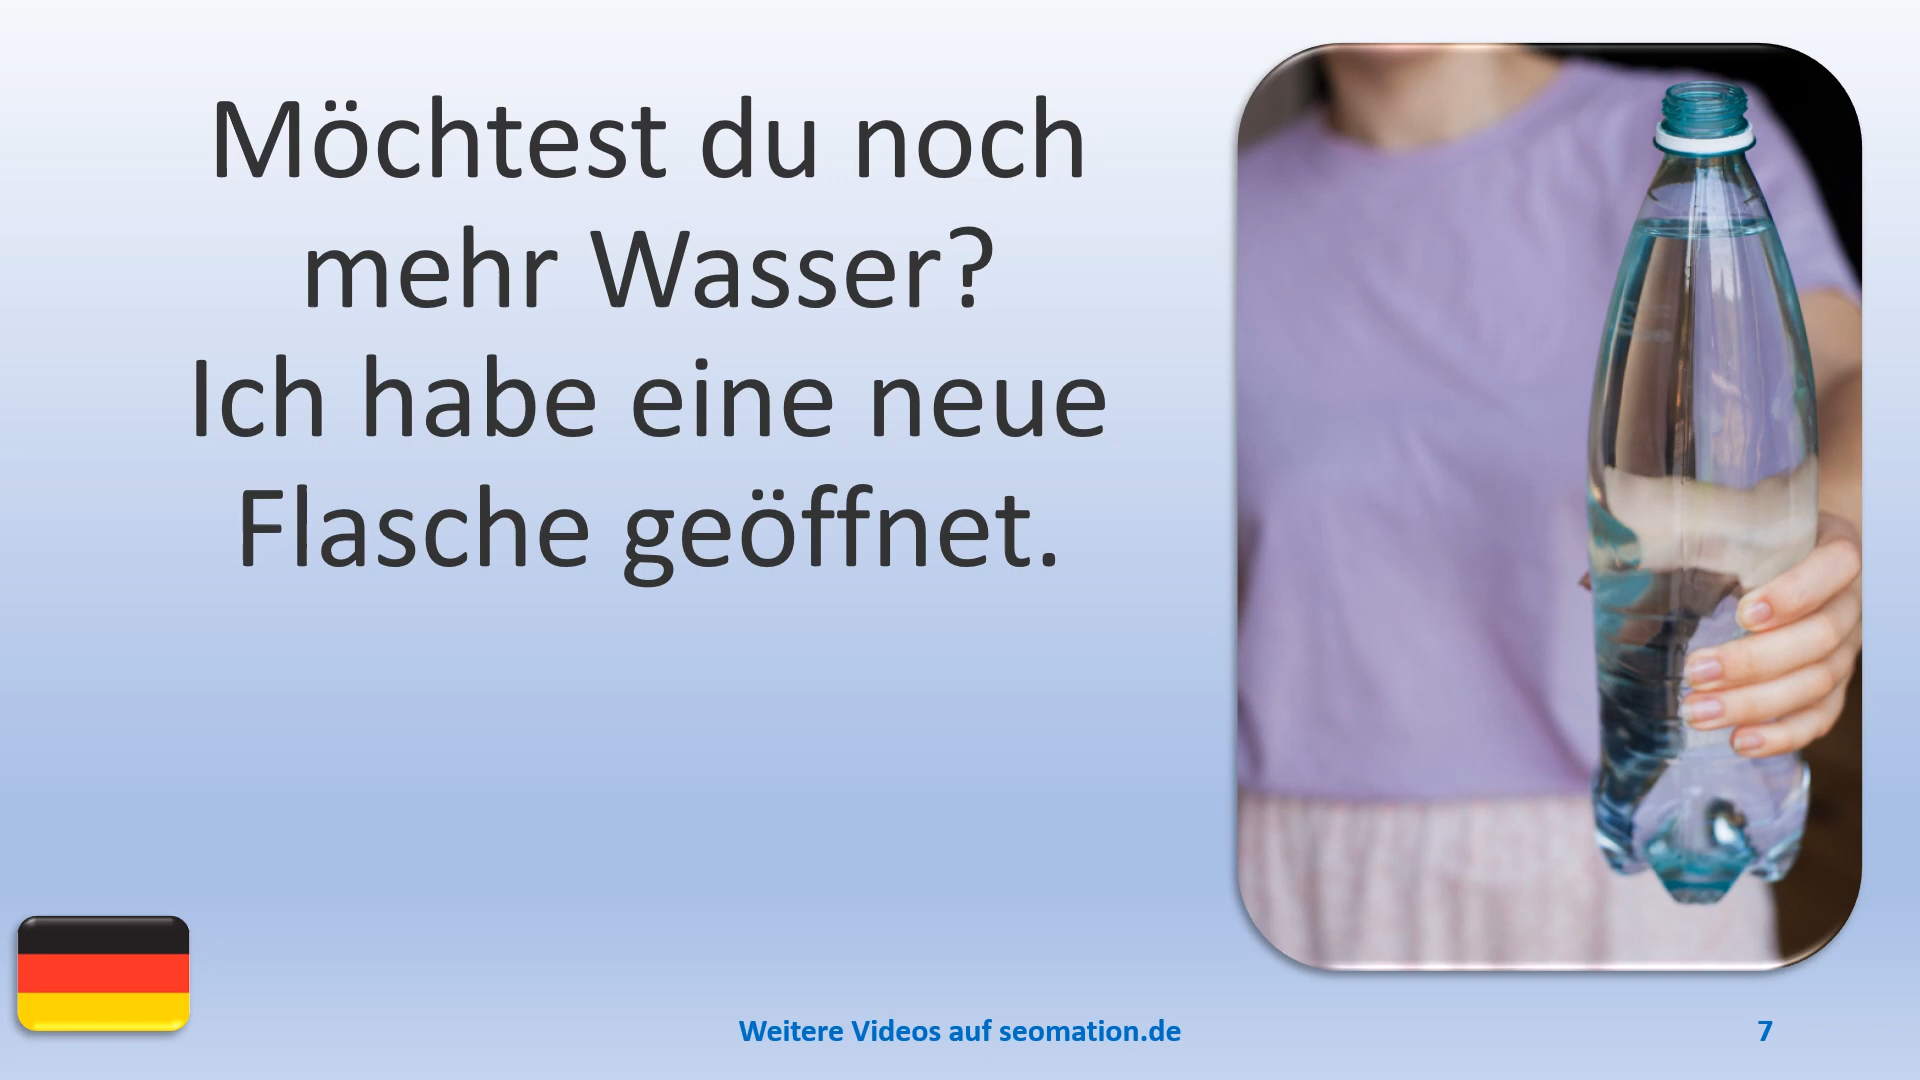 Möchtest du noch
mehr Wasser?
Ich habe eine neue
Flasche geöffnet.
Weitere Videos auf seomation.de
7